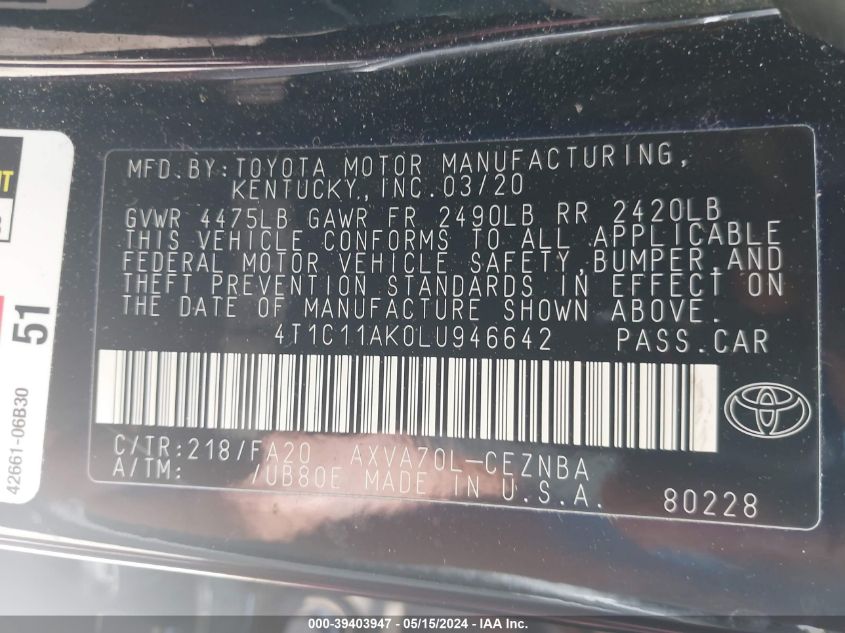 MFD.BY:TOYOTA MOTOR MANUFACTURING,
KENTUCKY,INC.03/20
GVWR 4475LB GAWR FR 2490LB RR 2420LB
THIS VEHICLE CONFORMS TO ALL APPLICABLE
FEDERAL MOTOR VEHICLE SAFETY,BUMPER,AND
THEFT PREVENTION STANDARDS IN EFFECT ON
THE DATE OF MANUFACTURE SHOWN ABOVE.
4T1C11AK0LU946642 PASS.CAR
C/TR:218/FA20 AXVA70L-CEZNBA
A/TM: /UB80E MADE IN U.S.A.
80228
51
42661-06B30
000-39403947 - 05/15/2024 - IAAI.com